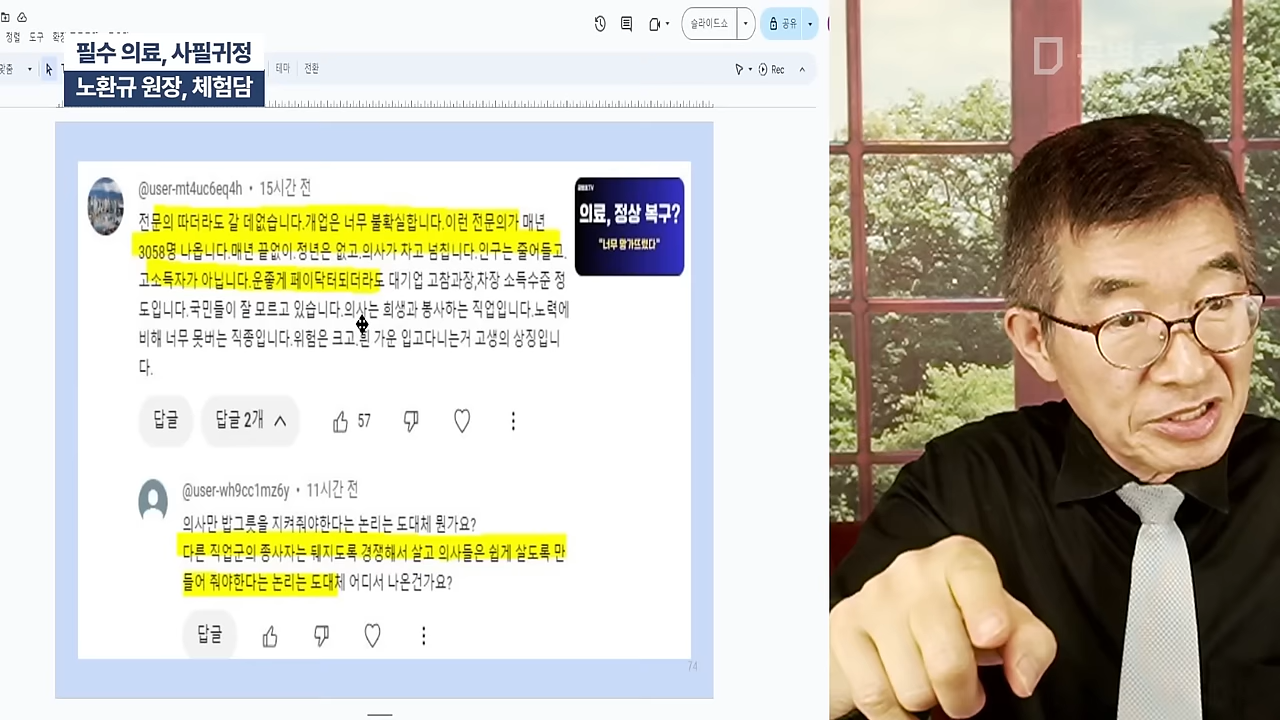 정렬 도구
맞춤
슬라이드쇼
공유
필수 의료, 사필귀정
노환규 원장, 체험담
테마 전환
Rec
@user-mt4uc6eq4h • 15시간 전
전문의 따더라도 갈 데없습니다.개업은 너무 불확실합니다.이런 전문의가 매년
3058명 나옵니다.매년 끝없이.정년은 없고.의사가 차고 넘칩니다.인구는 줄어들고.
고소득자가 아닙니다.운좋게 페이닥터되더라도 대기업 고참과장,차장 소득수준 정
도입니다.국민들이 잘 모르고 있습니다.의사는 희생과 봉사하는 직업입니다.노력에
비해 너무 못버는 직종입니다.위험은 크고.흰 가운 입고다니는거 고생의 상징입니
다.
의료, 정상 복구?
"너무 망가뜨렸다"
답글 답글 2개 57
@user-wh9cc1mz6y • 11시간 전
의사만 밥그릇을 지켜줘야한다는 논리는 도대체 뭔가요?
다른 직업군의 종사자는 뒈지도록 경쟁해서 살고 의사들은 쉽게 살도록 만
들어 줘야한다는 논리는 도대체 어디서 나온건가요?
답글
74